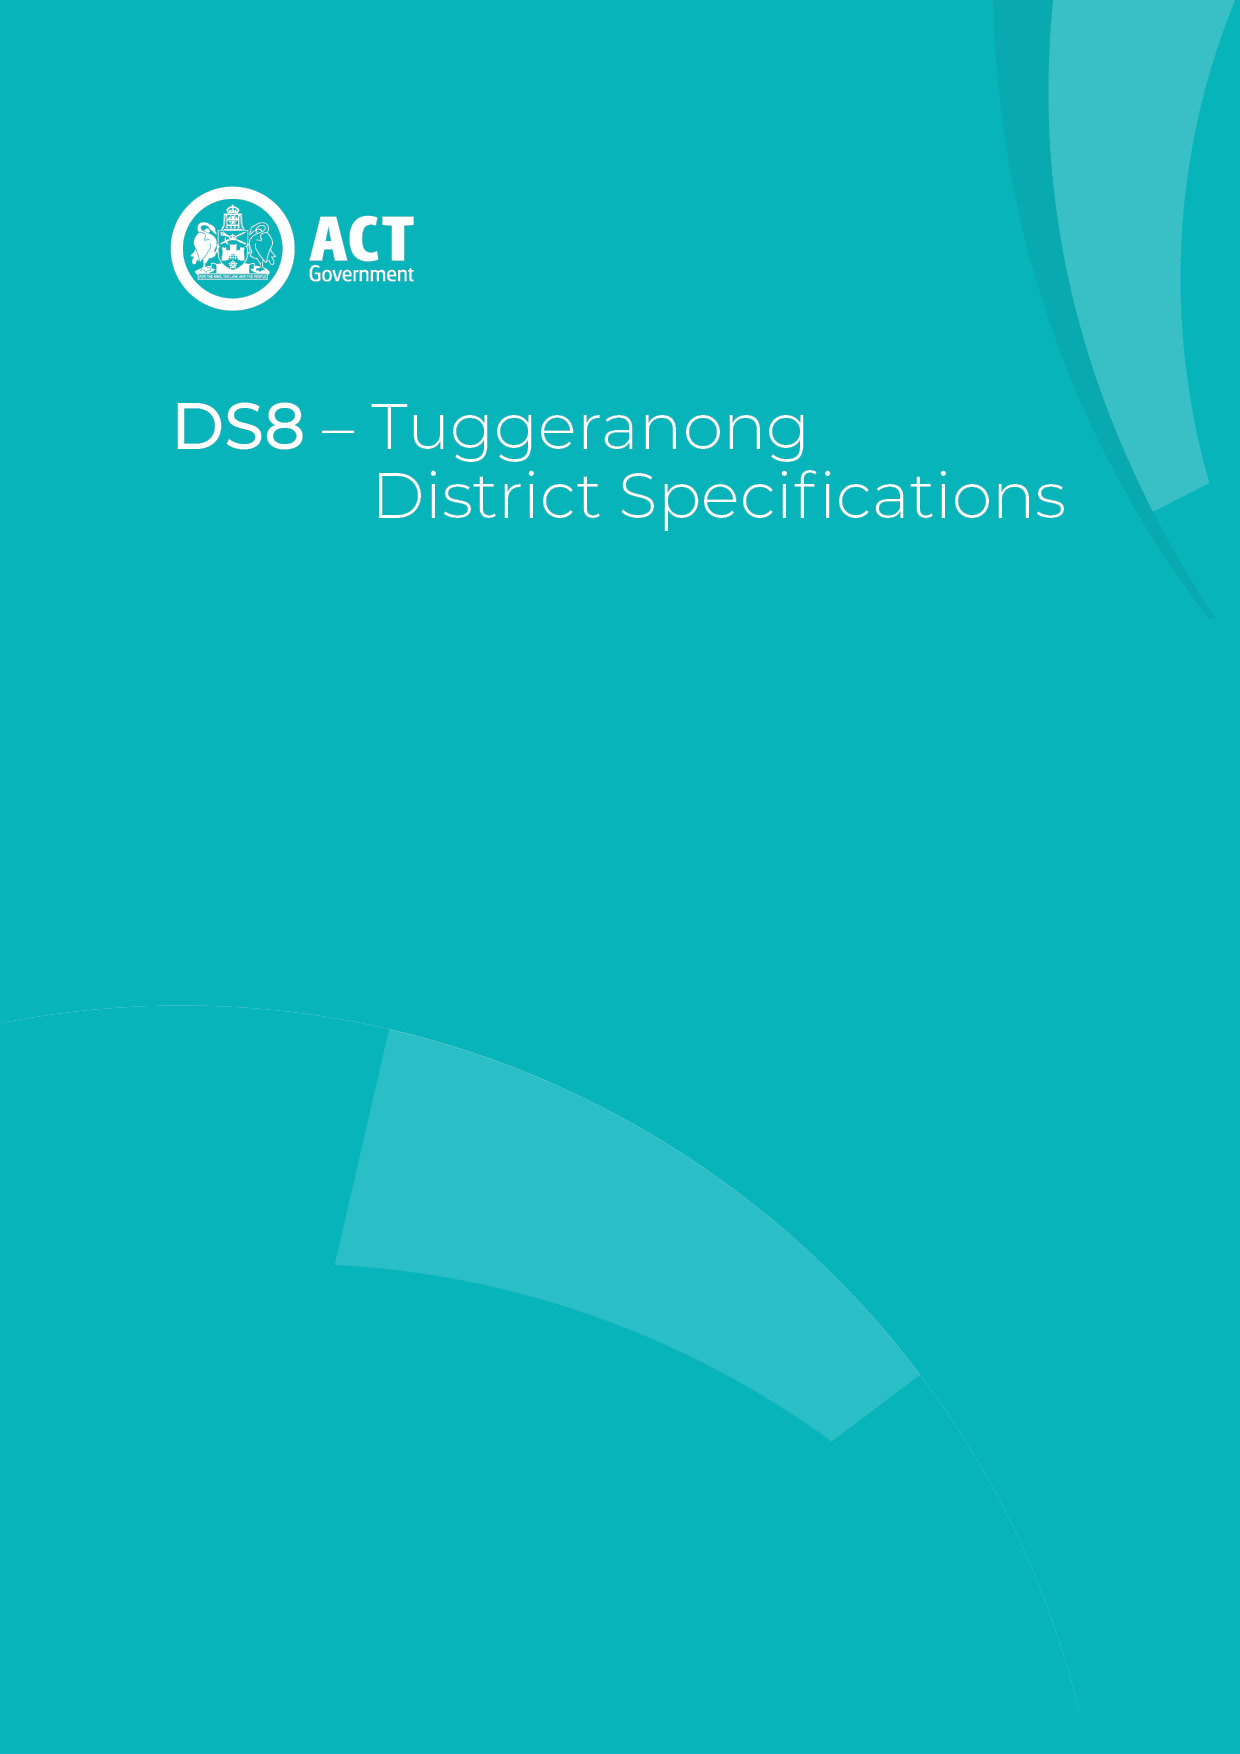 ACT
Government
DS8 – Tuggeranong
District Specifications